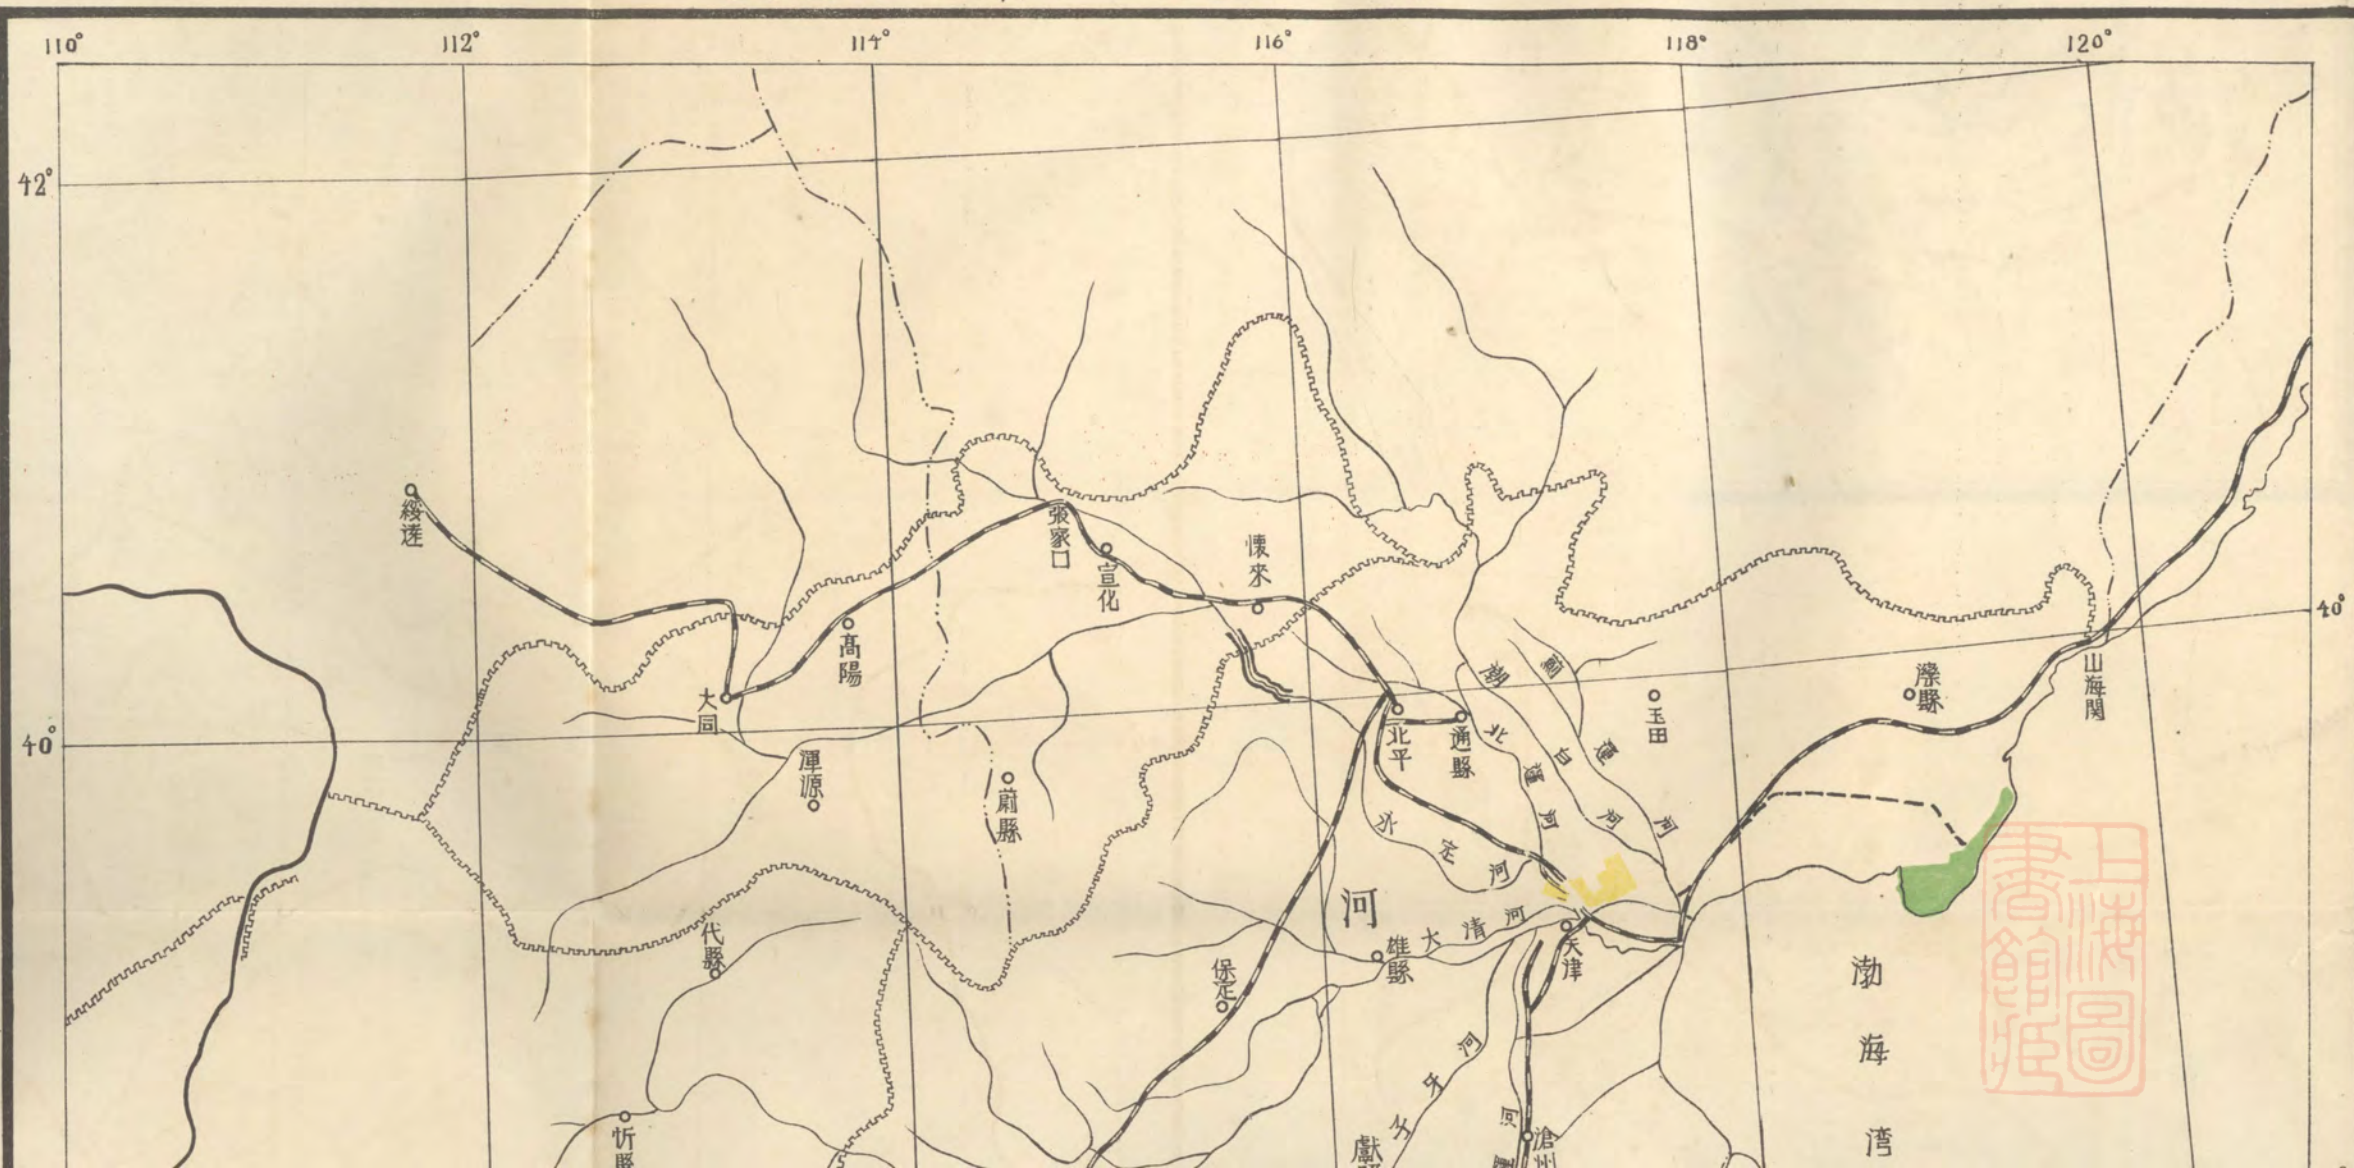 110°
112°
114°
116°
118°
120°
42°
40°
40°
綏遠
張家口
宣化
懷來
高陽
大同
渾源
蔚縣
代縣
忻縣
北平
通縣
玉田
灤縣
山海関
潮白河
薊運河
北運河
永定河
大清河
子牙河
河
河
雄縣
保定
天津
滄州
獻縣
渤海湾
上海圖
書館藏